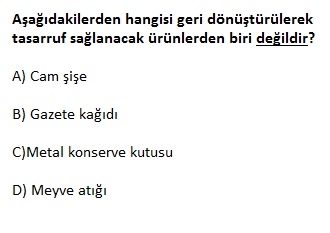 Aşağıdakilerden hangisi geri dönüştürülerek
tasarruf sağlanacak ürünlerden biri değildir?
A) Cam şişe
B) Gazete kağıdı
C)Metal konserve kutusu
D) Meyve atığı